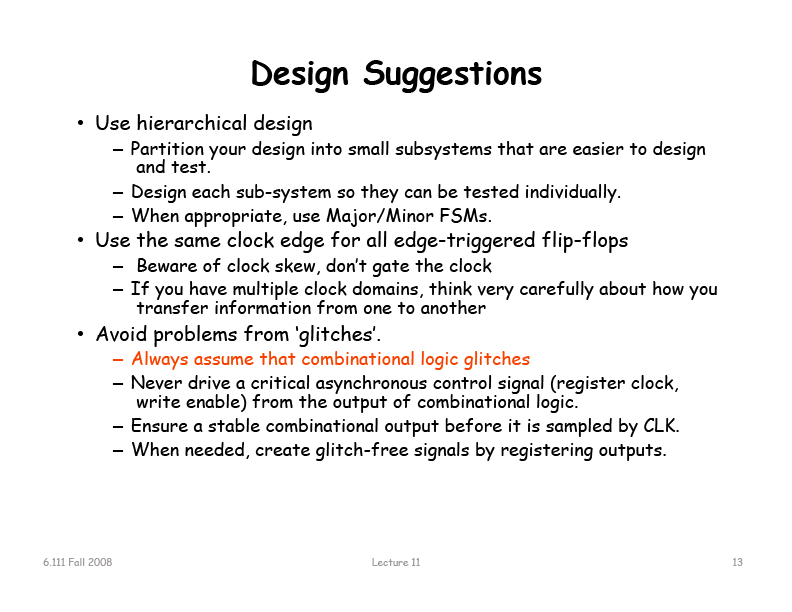 Design Suggestions
• Use hierarchical design
– Partition your design into small subsystems that are easier to design
and test.
– Design each sub-system so they can be tested individually.
– When appropriate, use Major/Minor FSMs.
• Use the same clock edge for all edge-triggered flip-flops
– Beware of clock skew, don’t gate the clock
– If you have multiple clock domains, think very carefully about how you
transfer information from one to another
• Avoid problems from ‘glitches’.
– Always assume that combinational logic glitches
– Never drive a critical asynchronous control signal (register clock,
write enable) from the output of combinational logic.
– Ensure a stable combinational output before it is sampled by CLK.
– When needed, create glitch-free signals by registering outputs.
6.111 Fall 2008
Lecture 11
13